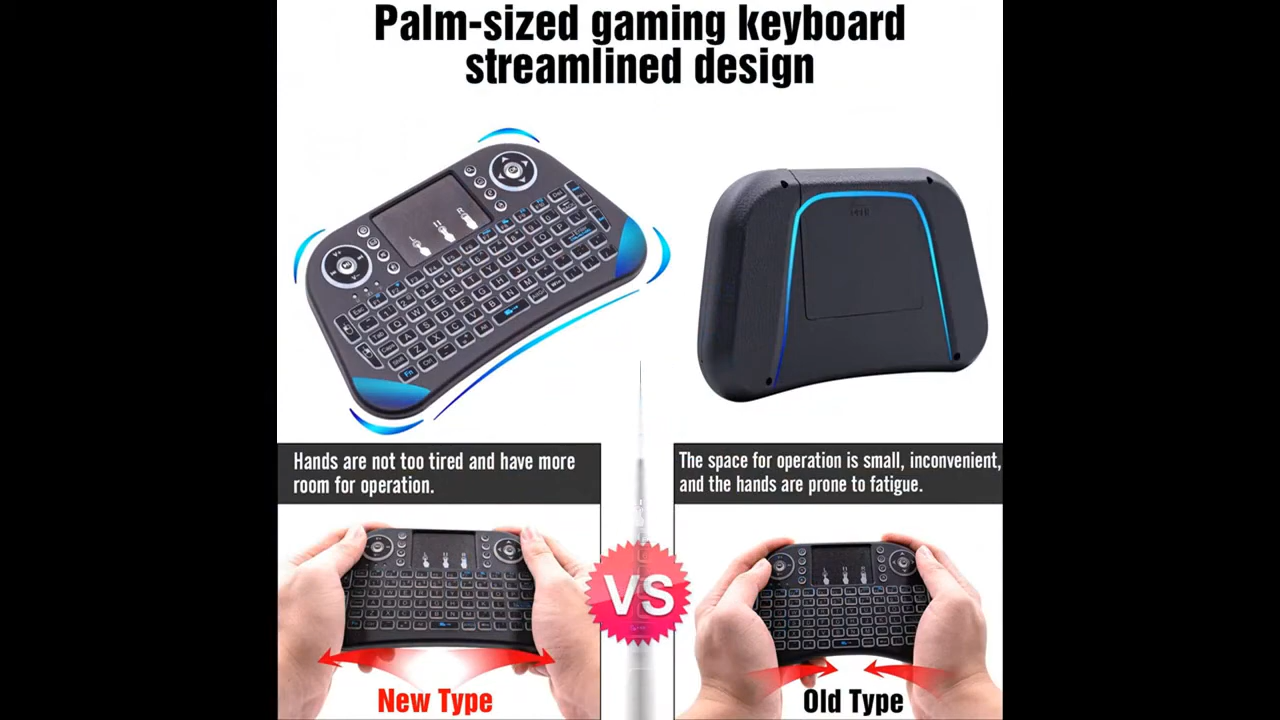 Palm-sized gaming keyboard
streamlined design
Hands are not too tired and have more
room for operation.
The space for operation is small, inconvenient,
and the hands are prone to fatigue.
VS
New Type
Old Type